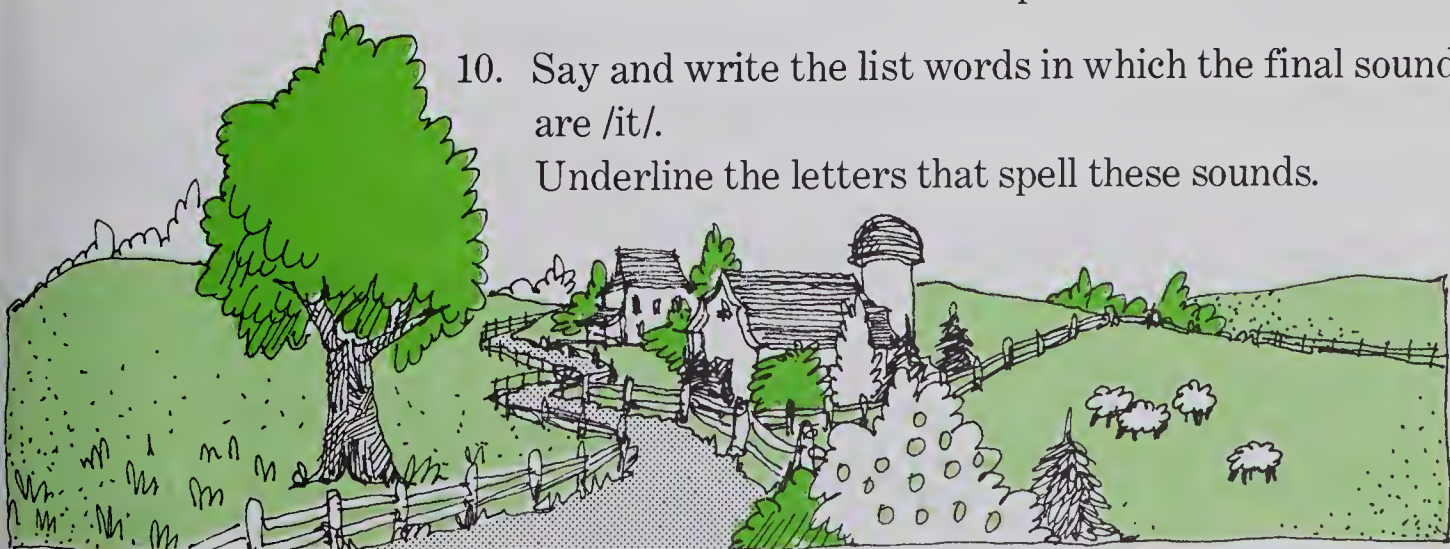 10. Say and write the list words in which the final sound
are /it/.
Underline the letters that spell these sounds.